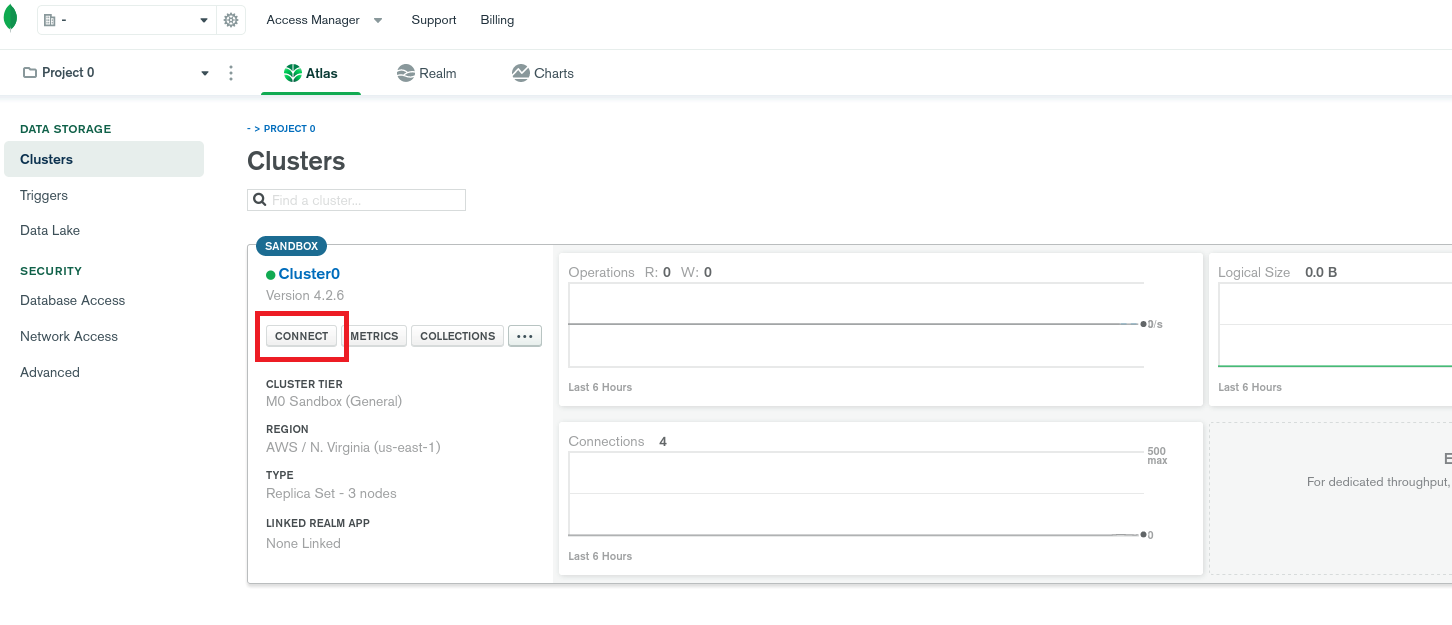 -
Access Manager
Support
Billing
Project 0
Atlas
Realm
Charts
DATA STORAGE
Clusters
Triggers
Data Lake
SECURITY
Database Access
Network Access
Advanced
- > PROJECT 0
Clusters
Find a cluster...
SANDBOX
Cluster0
Version 4.2.6
CONNECT
METRICS
COLLECTIONS
...
CLUSTER TIER
M0 Sandbox (General)
REGION
AWS / N. Virginia (us-east-1)
TYPE
Replica Set - 3 nodes
LINKED REALM APP
None Linked
Operations R: 0 W: 0
0/s
Last 6 Hours
Logical Size 0.0 B
Last 6 Hours
Connections 4
500
max
0
Last 6 Hours
E
For dedicated throughput,